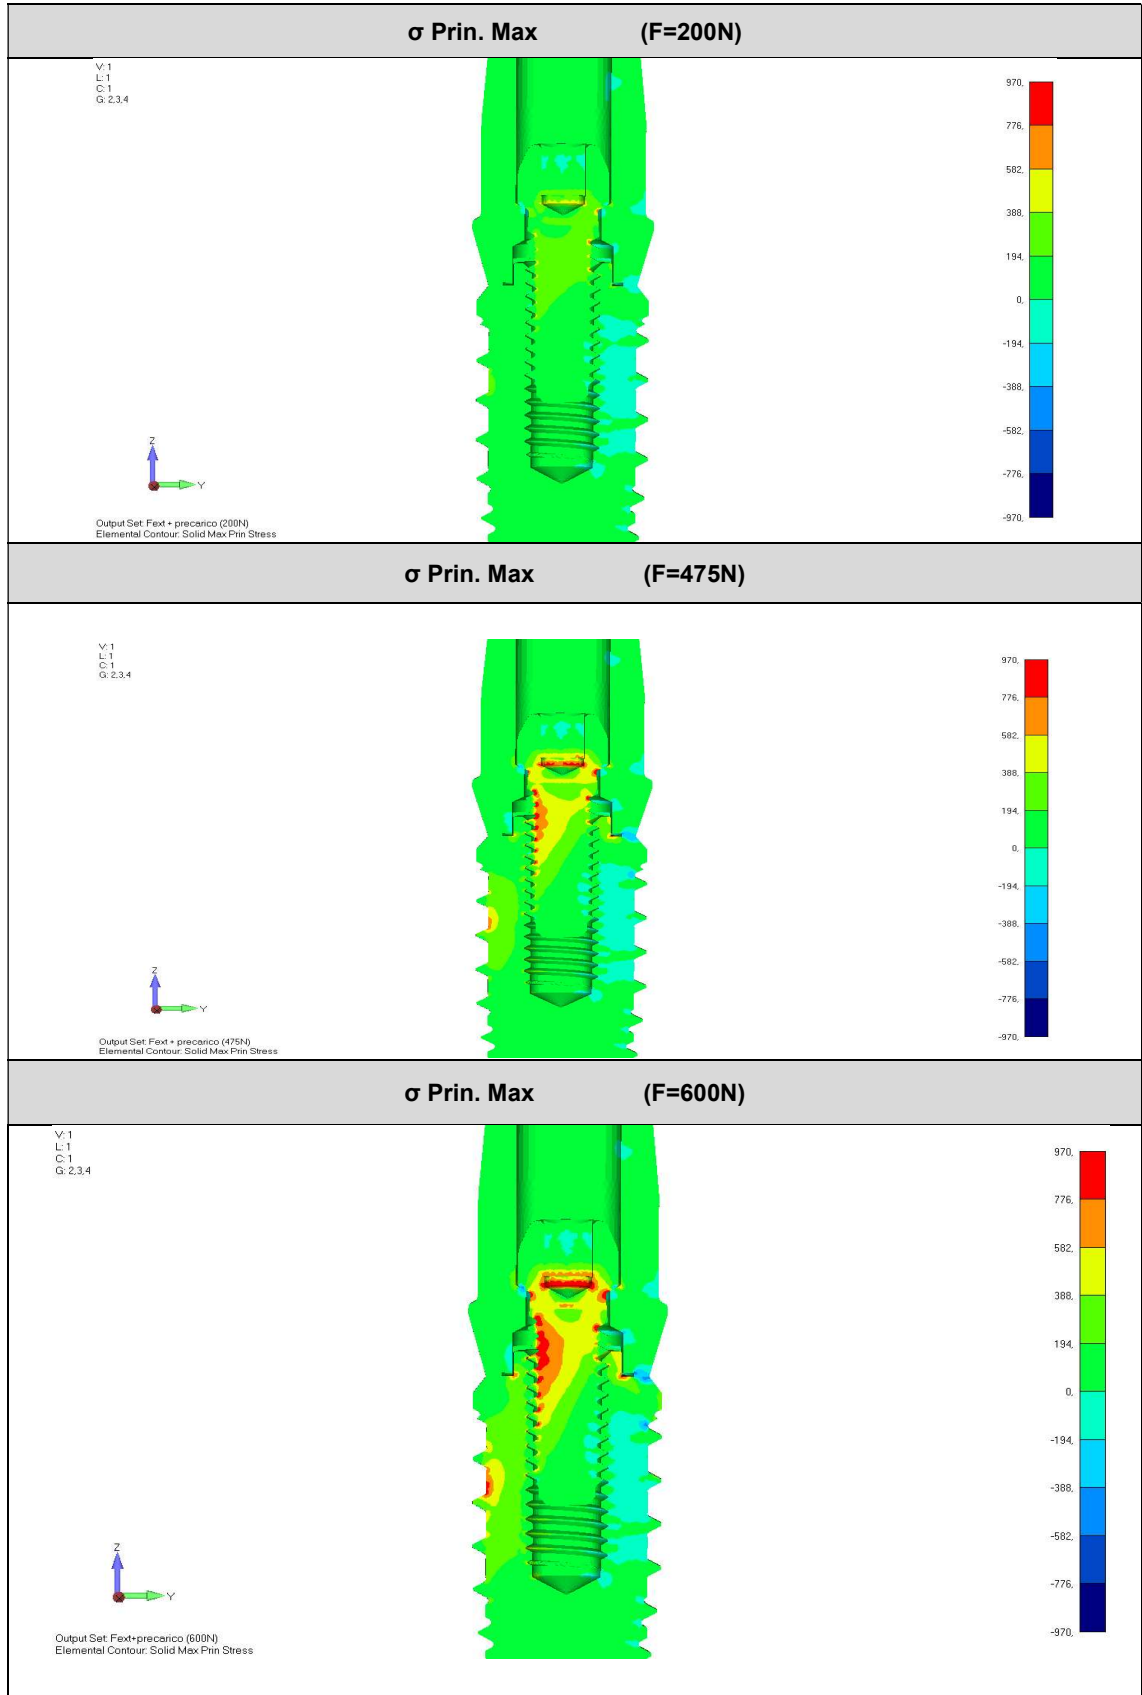 σ Prin. Max (F=200N)
V: 1
L: 1
C: 1
G: 2,3,4
970,
776,
582,
388,
194,
0,
-194,
-388,
-582,
-776,
-970,
Z
Y
Output Set: Fext + precarico (200N)
Elemental Contour: Solid Max Prin Stress
σ Prin. Max (F=475N)
V: 1
L: 1
C: 1
G: 2,3,4
970,
776,
582,
388,
194,
0,
-194,
-388,
-582,
-776,
-970,
Z
Y
Output Set: Fext + precarico (475N)
Elemental Contour: Solid Max Prin Stress
σ Prin. Max (F=600N)
V: 1
L: 1
C: 1
G: 2,3,4
970,
776,
582,
388,
194,
0,
-194,
-388,
-582,
-776,
-970,
Z
Y
Output Set: Fext+precarico (600N)
Elemental Contour: Solid Max Prin Stress